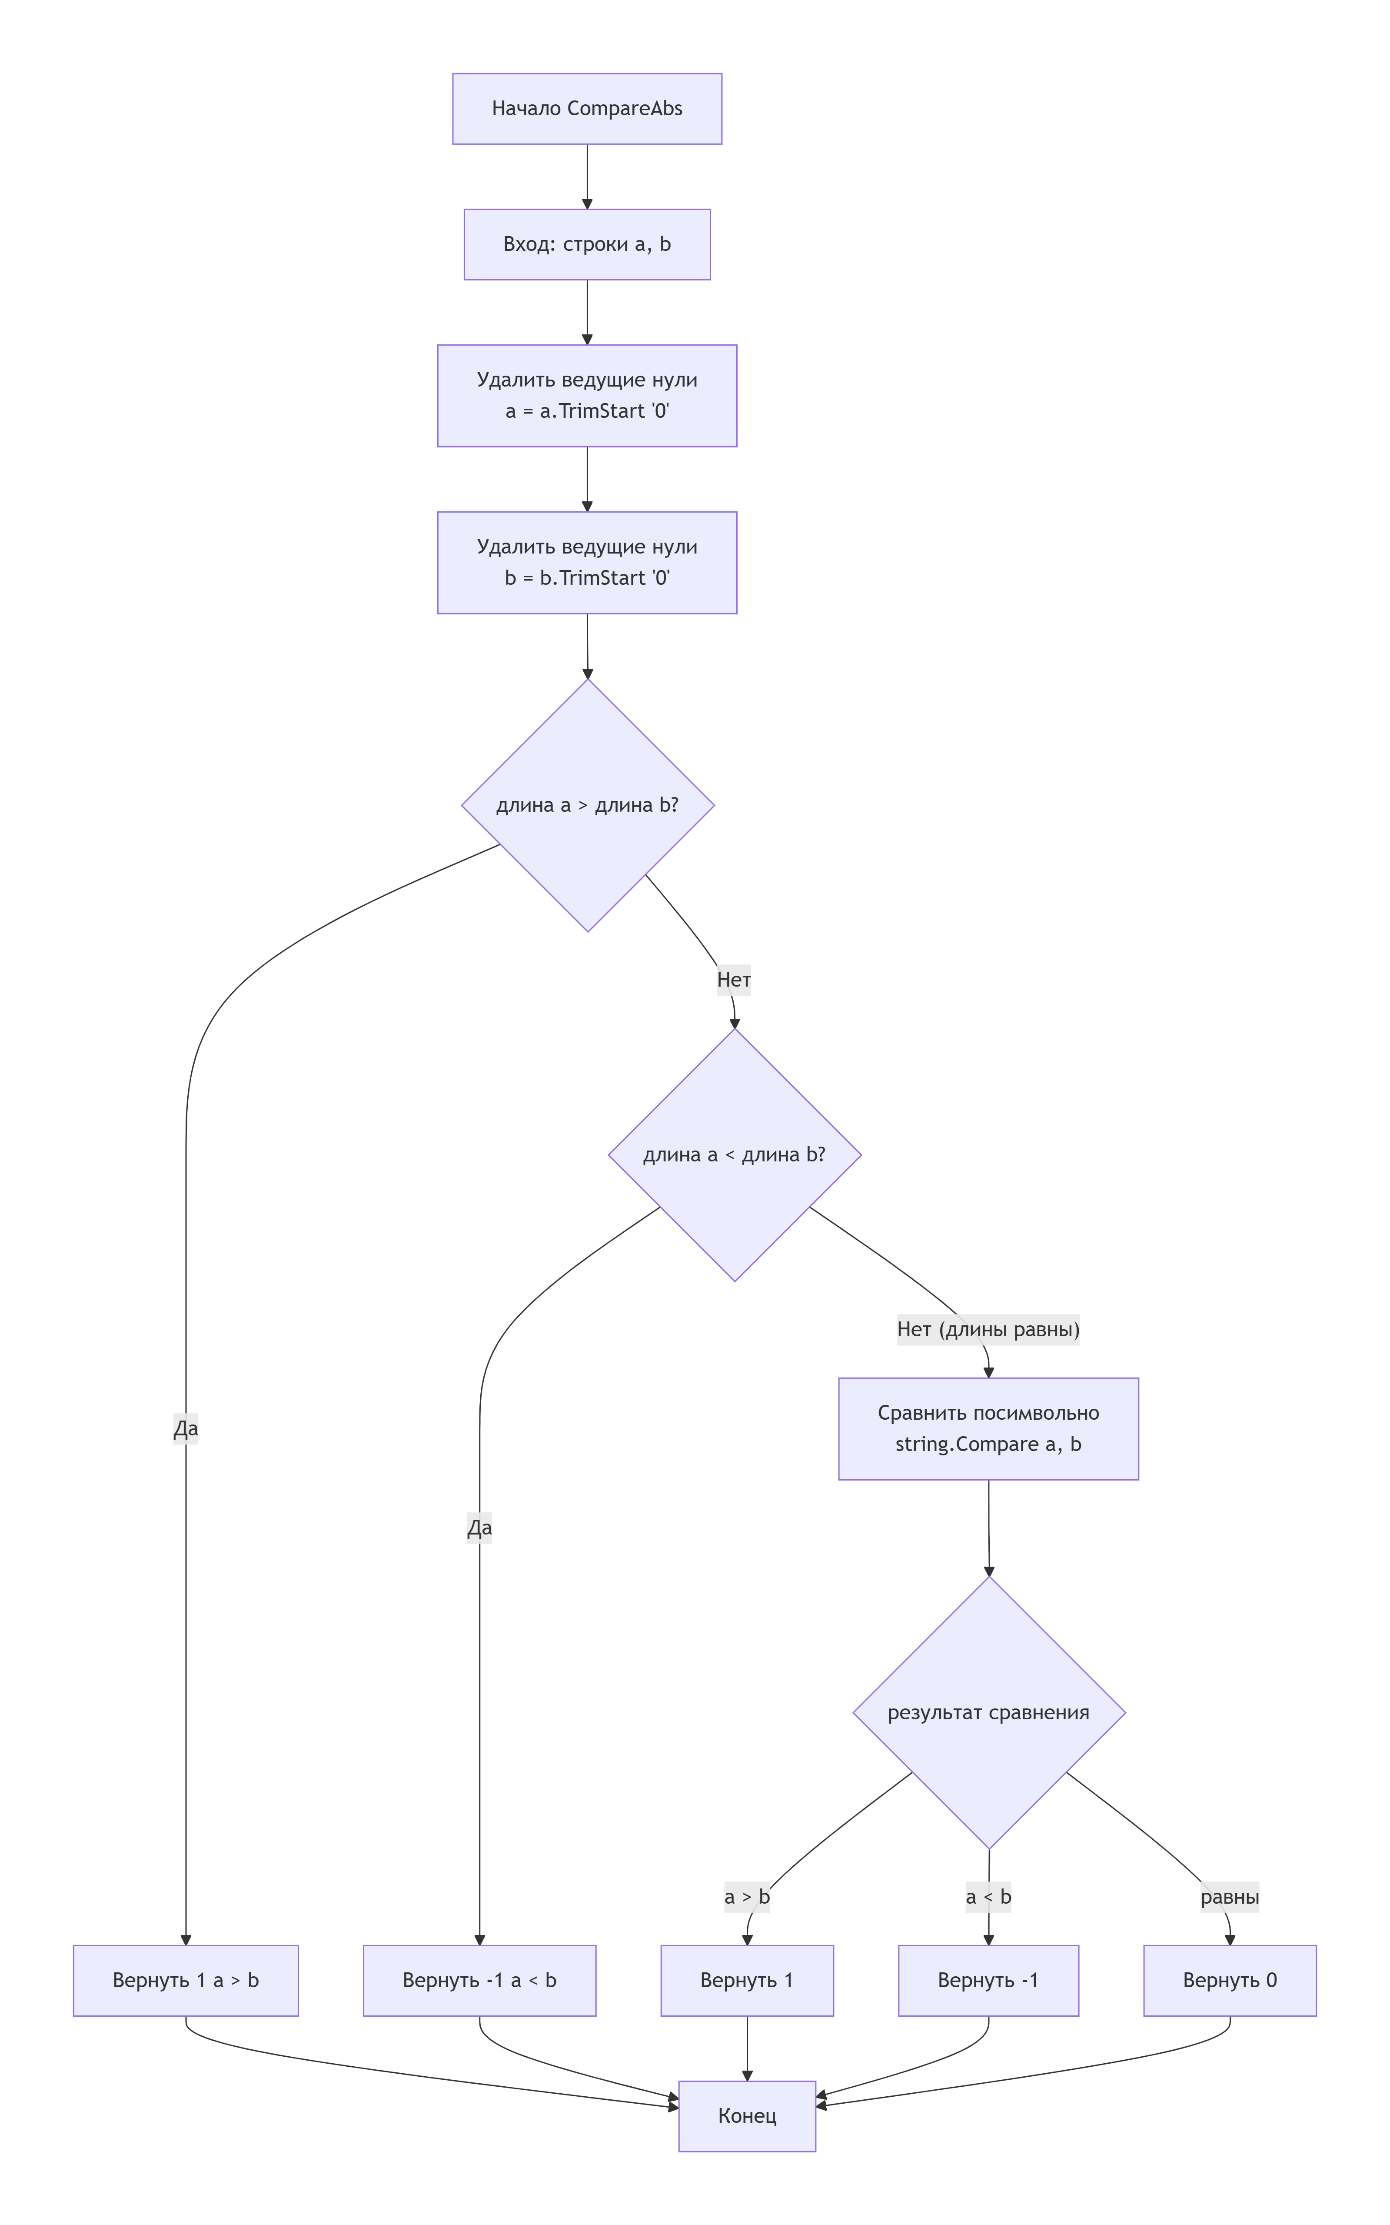 Начало CompareAbs
Вход: строки a, b
Удалить ведущие нули
a = a.TrimStart '0'
Удалить ведущие нули
b = b.TrimStart '0'
длина a > длина b?
Нет
длина a < длина b?
Нет (длины равны)
Сравнить посимвольно
string.Compare a, b
Да
Да
результат сравнения
a > b
a < b
равны
Вернуть 1 a > b
Вернуть -1 a < b
Вернуть 1
Вернуть -1
Вернуть 0
Конец